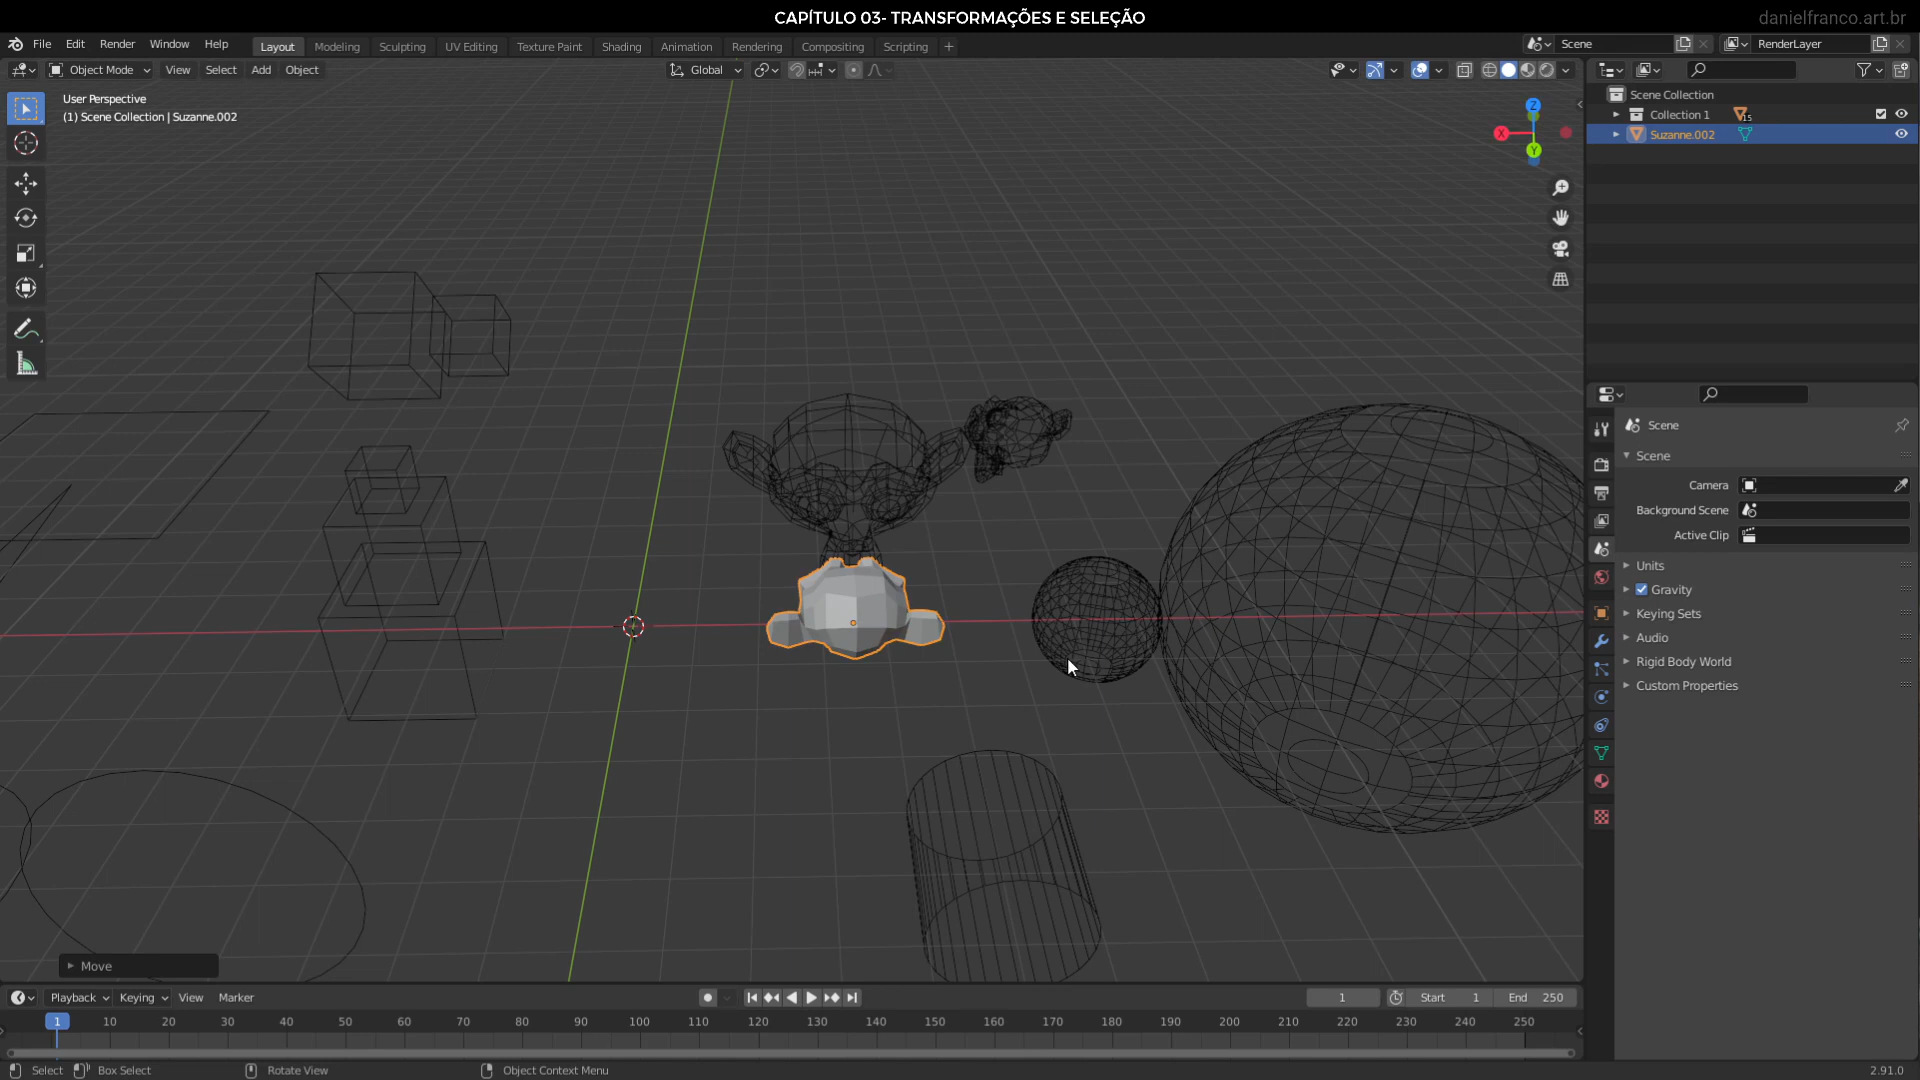 CAPÍTULO 03- TRANSFORMAÇÕES E SELEÇÃO
danielfranco.art.br
File Edit Render Window Help Layout Modeling Sculpting UV Editing Texture Paint Shading Animation Rendering Compositing Scripting + Scene RenderLayer
Object Mode View Select Add Object Global
User Perspective
(1) Scene Collection | Suzanne.002
Z
X
Y
Scene Collection
Collection 1 15
Suzanne.002
Scene
Scene
Camera
Background Scene
Active Clip
Units
Gravity
Keying Sets
Audio
Rigid Body World
Custom Properties
Move
Playback Keying View Marker 1 Start 1 End 250
1 10 20 30 40 50 60 70 80 90 100 110 120 130 140 150 160 170 180 190 200 210 220 230 240 250
Select Box Select Rotate View Object Context Menu 2.91.0